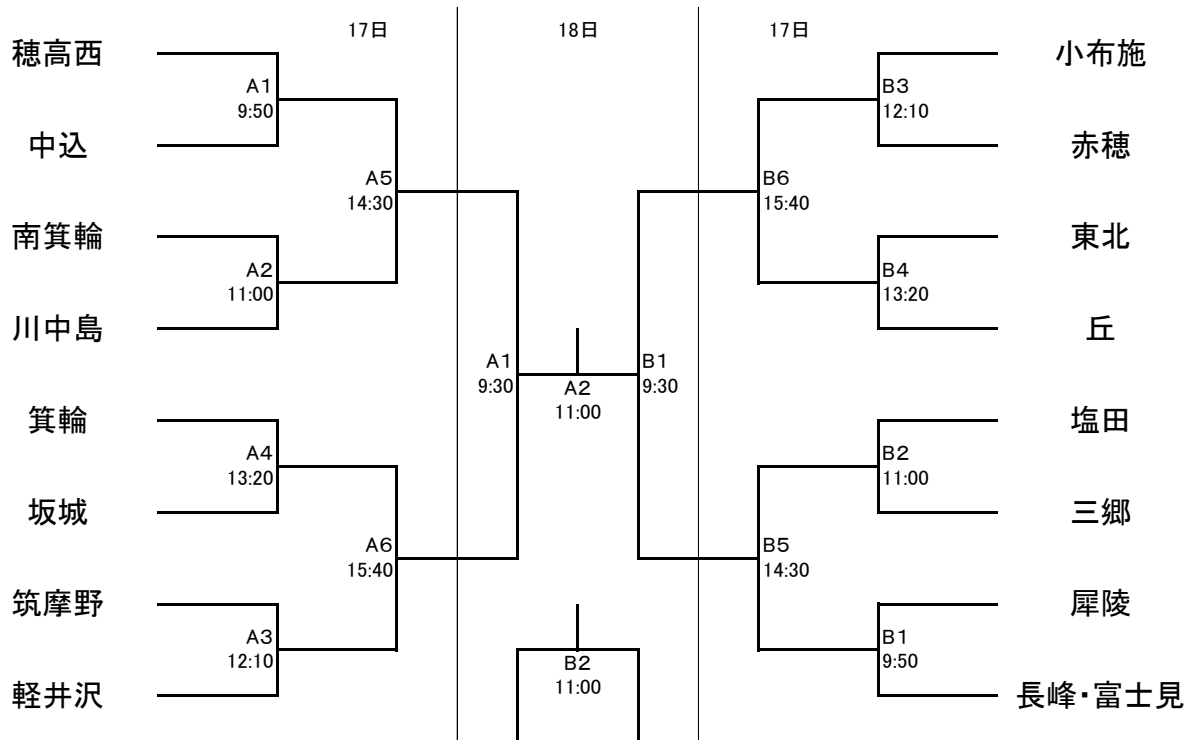 17日
18日
17日
穂高西
A1
9:50
中込
A5
14:30
南箕輪
A2
11:00
川中島
A1
9:30
箕輪
A4
13:20
坂城
A6
15:40
筑摩野
A3
12:10
軽井沢
A2
11:00
B2
11:00
小布施
B3
12:10
赤穂
B6
15:40
東北
B4
13:20
丘
B1
9:30
塩田
B2
11:00
三郷
B5
14:30
犀陵
B1
9:50
長峰・富士見